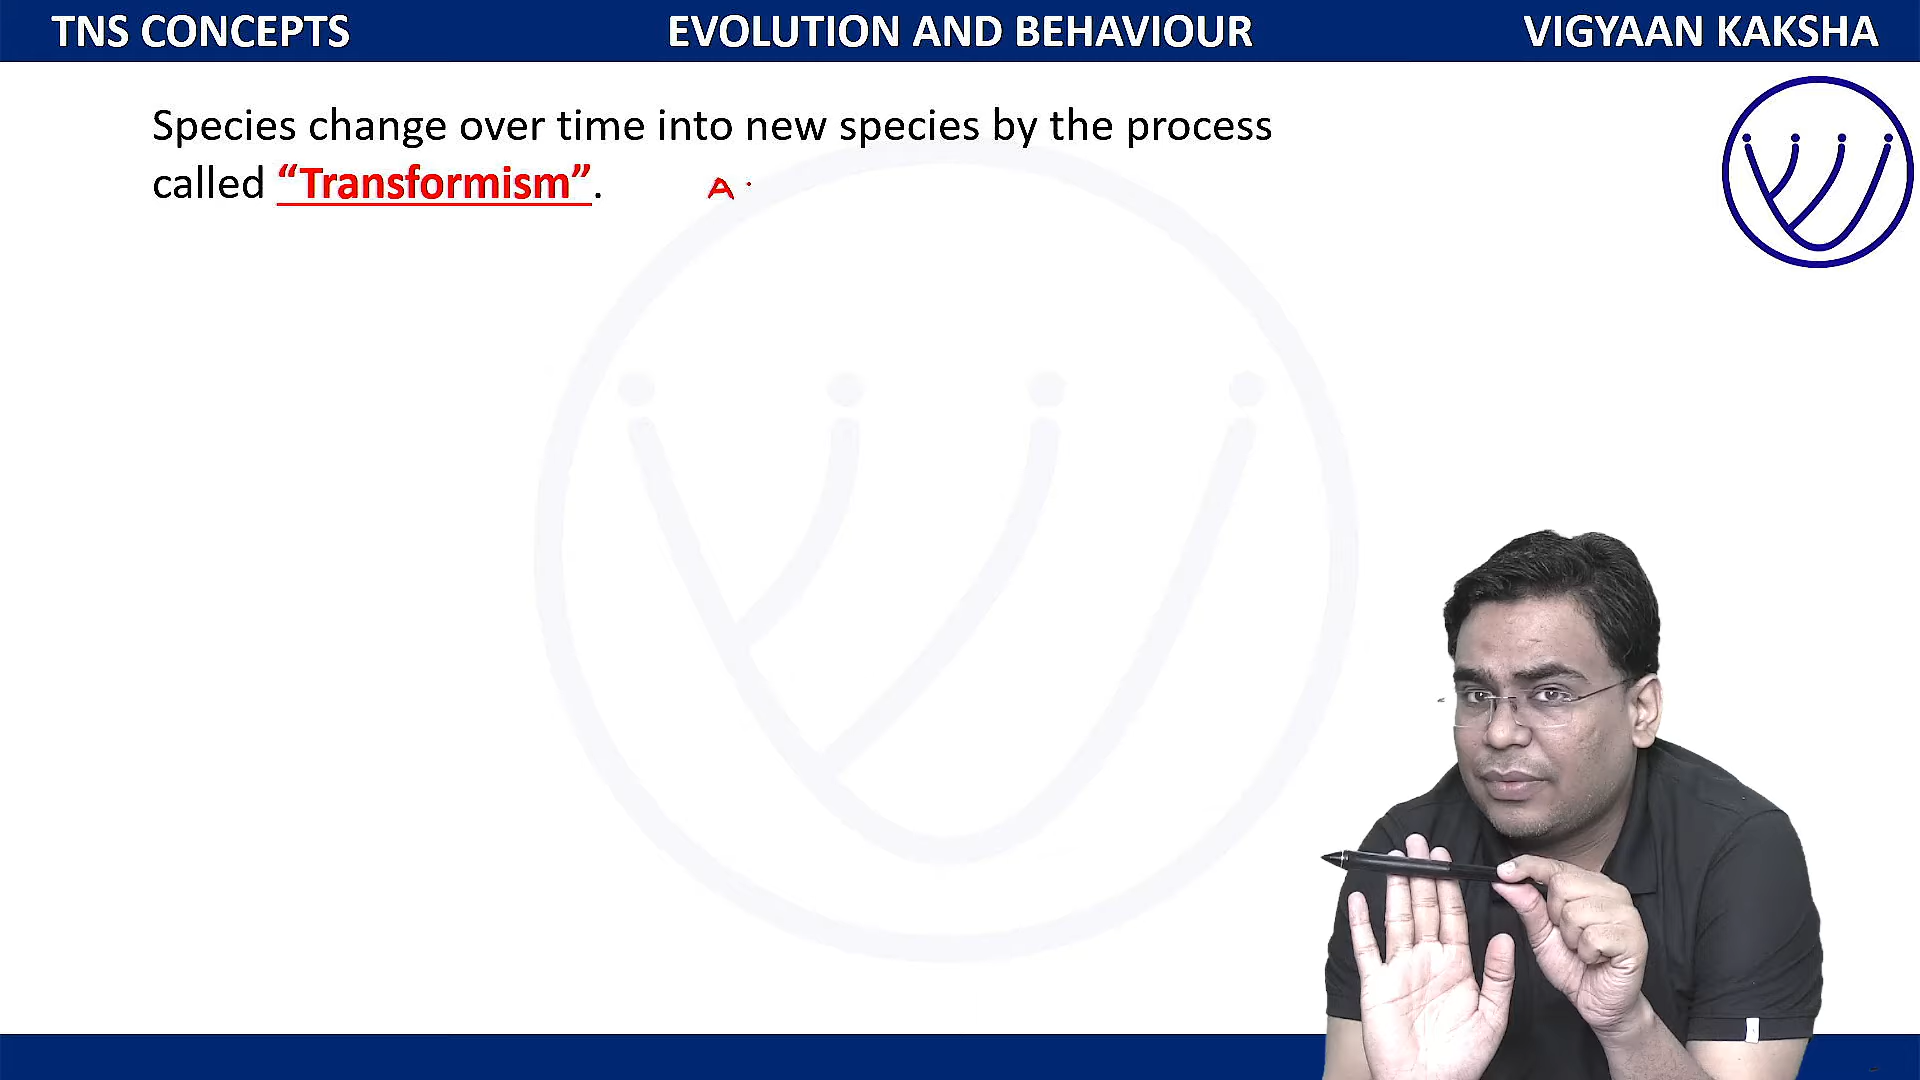 TNS CONCEPTS
EVOLUTION AND BEHAVIOUR
VIGYAAN KAKSHA
Species change over time into new species by the process
called “Transformism”.
A